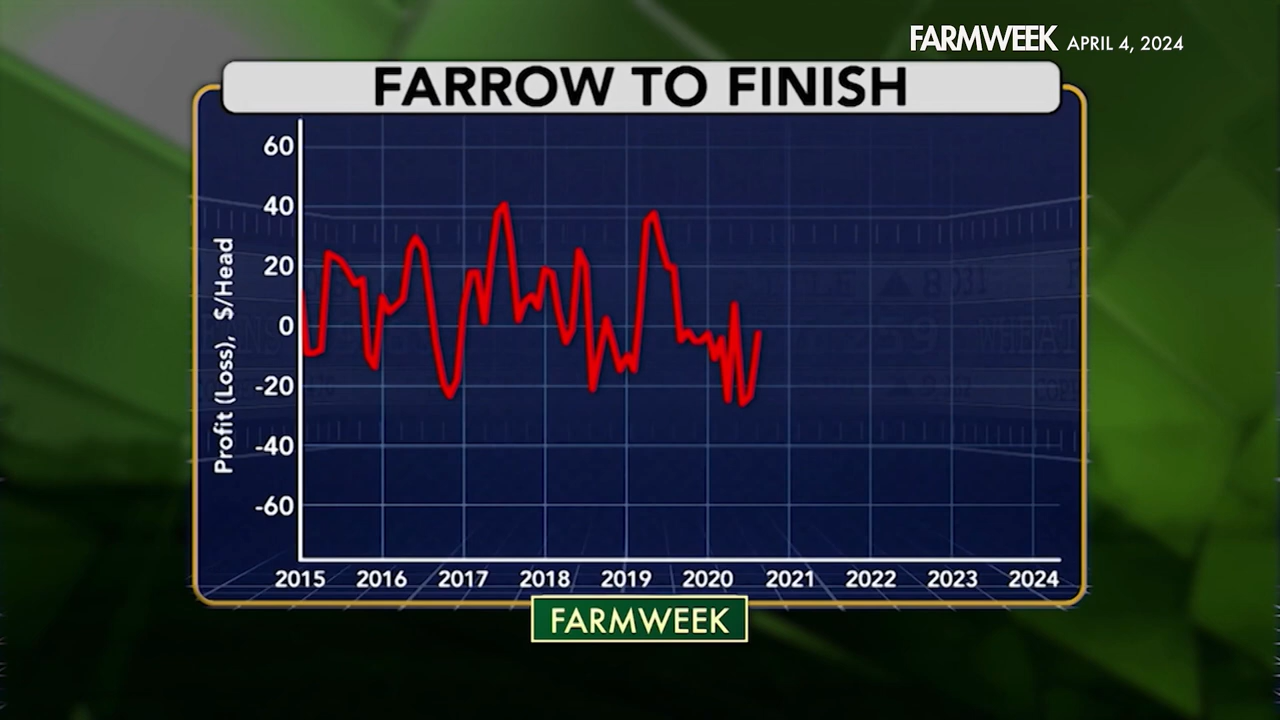 FARMWEEK APRIL 4, 2024
FARROW TO FINISH
Profit (Loss), $/Head
60
40
20
0
-20
-40
-60
2015 2016 2017 2018 2019 2020 2021 2022 2023 2024
FARMWEEK